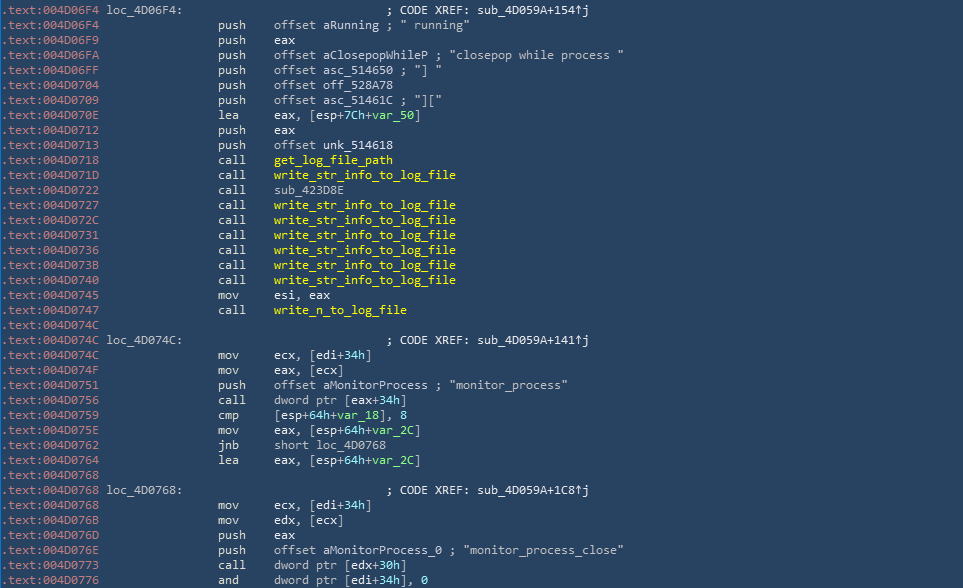 .text:004D06F4 loc_4D06F4: ; CODE XREF: sub_4D059A+154↑j
.text:004D06F4 push offset aRunning ; " running"
.text:004D06F9 push eax
.text:004D06FA push offset aClosepopWhileP ; "closepop while process "
.text:004D06FF push offset asc_514650 ; "] "
.text:004D0704 push offset off_528A78
.text:004D0709 push offset asc_51461C ; "]["
.text:004D070E lea eax, [esp+7Ch+var_50]
.text:004D0712 push eax
.text:004D0713 push offset unk_514618
.text:004D0718 call get_log_file_path
.text:004D071D call write_str_info_to_log_file
.text:004D0722 call sub_423D8E
.text:004D0727 call write_str_info_to_log_file
.text:004D072C call write_str_info_to_log_file
.text:004D0731 call write_str_info_to_log_file
.text:004D0736 call write_str_info_to_log_file
.text:004D073B call write_str_info_to_log_file
.text:004D0740 call write_str_info_to_log_file
.text:004D0745 mov esi, eax
.text:004D0747 call write_n_to_log_file
.text:004D074C
.text:004D074C loc_4D074C: ; CODE XREF: sub_4D059A+141↑j
.text:004D074C mov ecx, [edi+34h]
.text:004D074F mov eax, [ecx]
.text:004D0751 push offset aMonitorProcess ; "monitor_process"
.text:004D0756 call dword ptr [eax+34h]
.text:004D0759 cmp [esp+64h+var_18], 8
.text:004D075E mov eax, [esp+64h+var_2C]
.text:004D0762 jnb short loc_4D0768
.text:004D0764 lea eax, [esp+64h+var_2C]
.text:004D0768
.text:004D0768 loc_4D0768: ; CODE XREF: sub_4D059A+1C8↑j
.text:004D0768 mov ecx, [edi+34h]
.text:004D076B mov edx, [ecx]
.text:004D076D push eax
.text:004D076E push offset aMonitorProcess_0 ; "monitor_process_close"
.text:004D0773 call dword ptr [edx+30h]
.text:004D0776 and dword ptr [edi+34h], 0